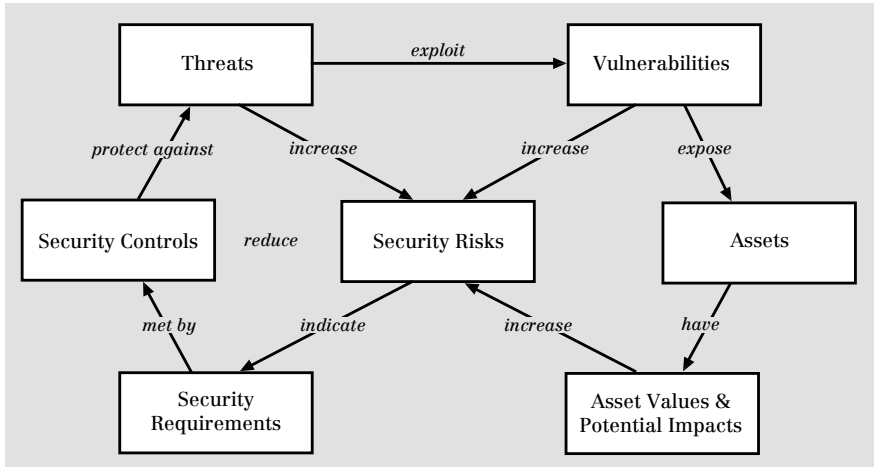 exploit
Threats
Vulnerabilities
protect against
increase
increase
expose
Security Controls
reduce
Security Risks
Assets
met by
indicate
increase
have
Security
Requirements
Asset Values &
Potential Impacts